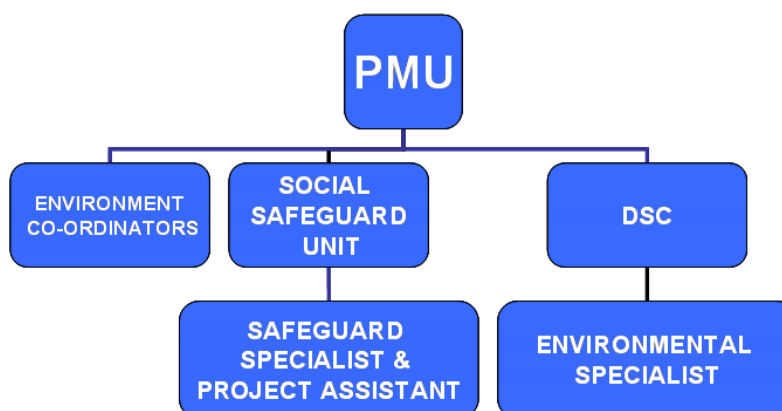 PMU
ENVIRONMENT
CO-ORDINATORS
SOCIAL
SAFEGUARD
UNIT
DSC
SAFEGUARD
SPECIALIST &
PROJECT ASSISTANT
ENVIRONMENTAL
SPECIALIST